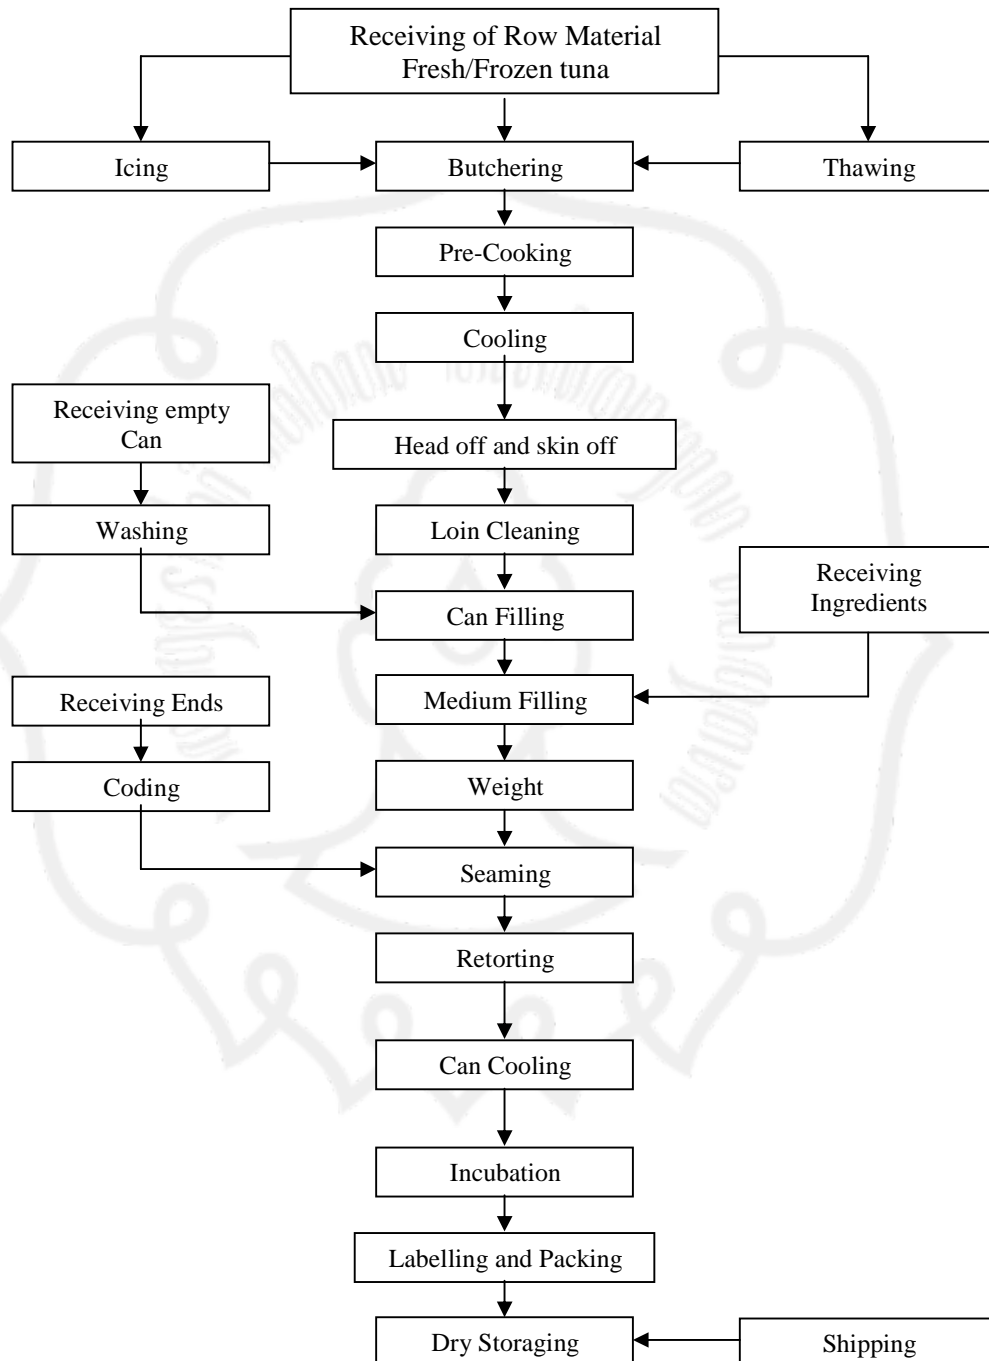 Receiving of Row Material
Fresh/Frozen tuna
Icing
Butchering
Thawing
Pre-Cooking
Cooling
Receiving empty
Can
Head off and skin off
Washing
Loin Cleaning
Receiving
Ingredients
Can Filling
Receiving Ends
Medium Filling
Coding
Weight
Seaming
Retorting
Can Cooling
Incubation
Labelling and Packing
Dry Storaging
Shipping